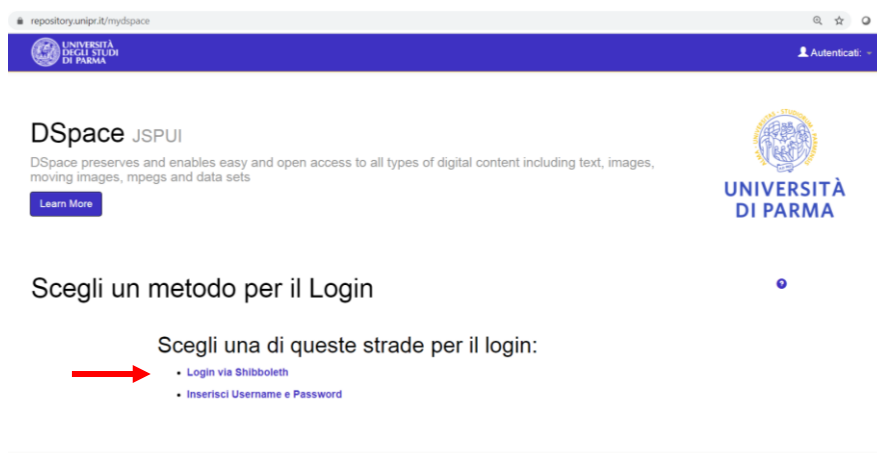 repository.unipr.it/mydspace
UNIVERSITÀ
DEGLI STUDI
DI PARMA
Autenticati:
DSpace JSPUI
DSpace preserves and enables easy and open access to all types of digital content including text, images,
moving images, mpegs and data sets
Learn More
UNIVERSITÀ
DI PARMA
Scegli un metodo per il Login
Scegli una di queste strade per il login:
Login via Shibboleth
Inserisci Username e Password